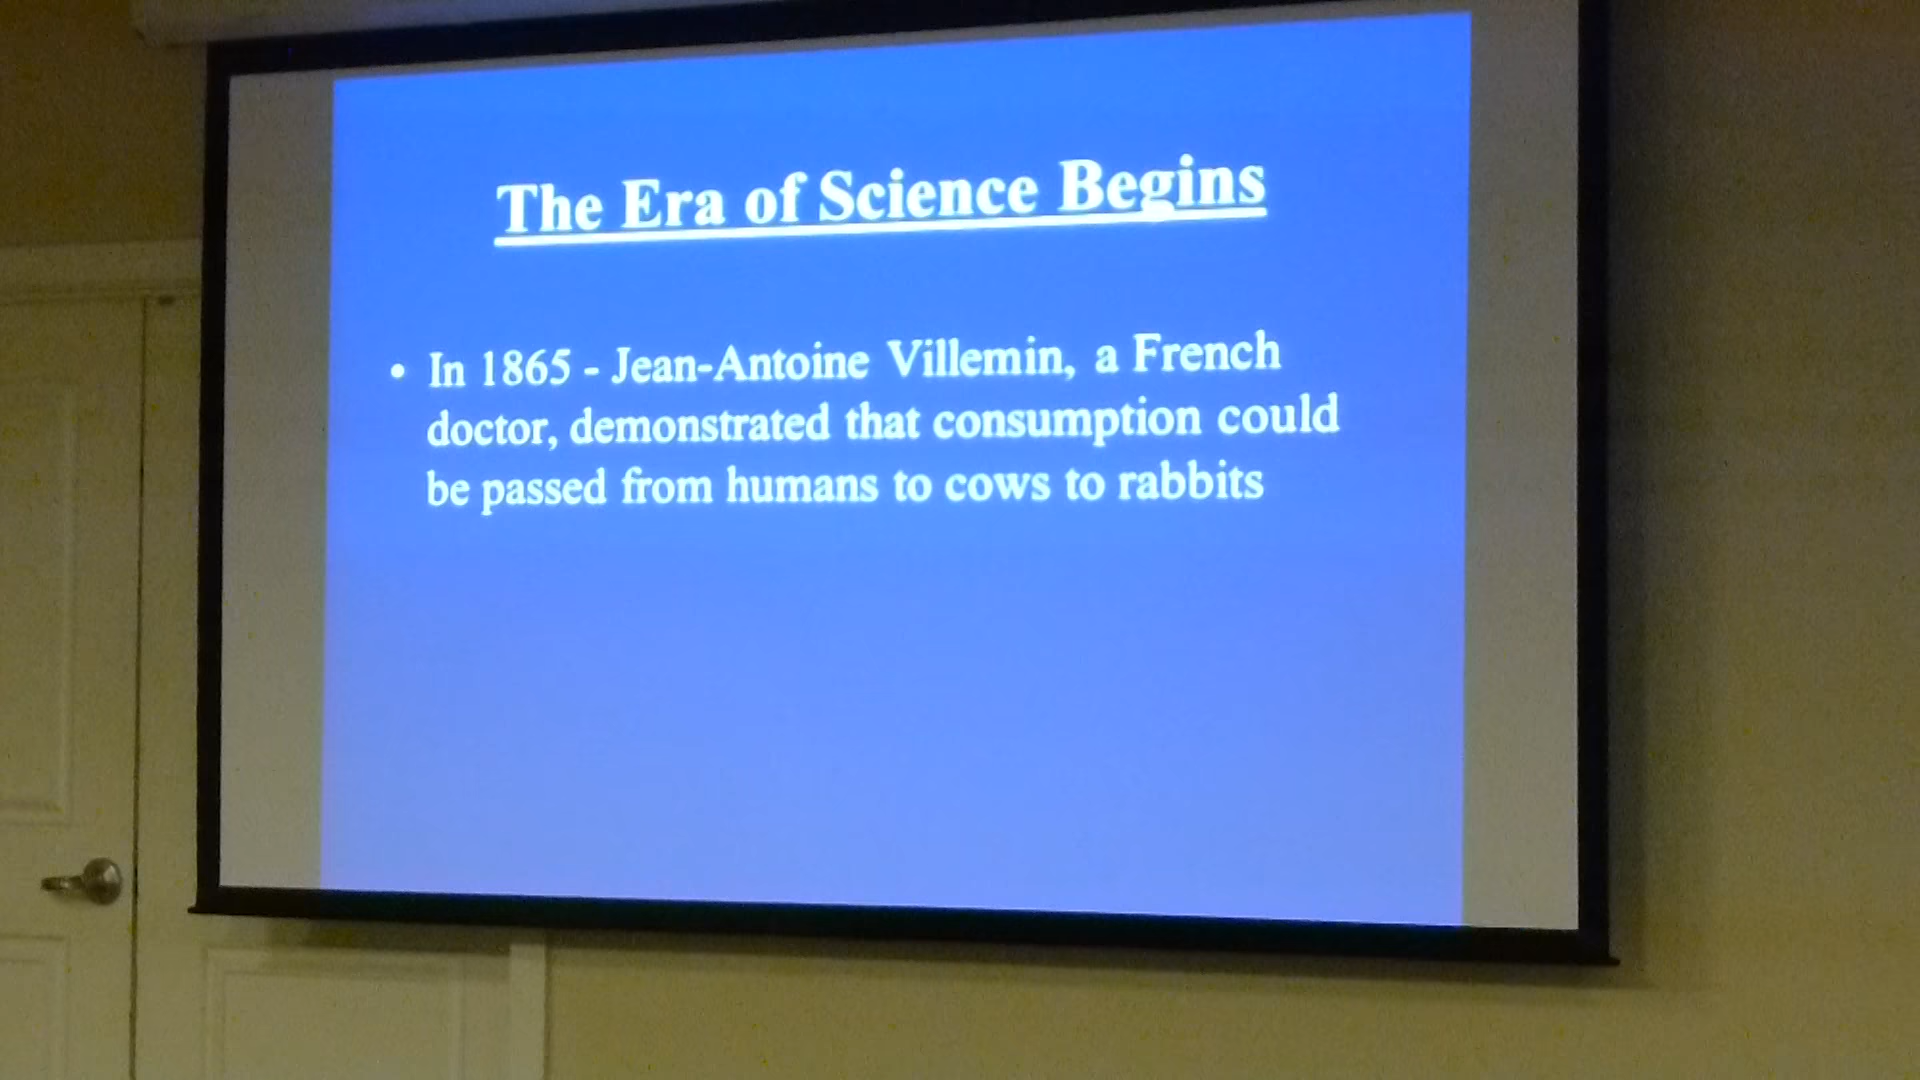 The Era of Science Begins
• In 1865 - Jean-Antoine Villemin, a French
doctor, demonstrated that consumption could
be passed from humans to cows to rabbits